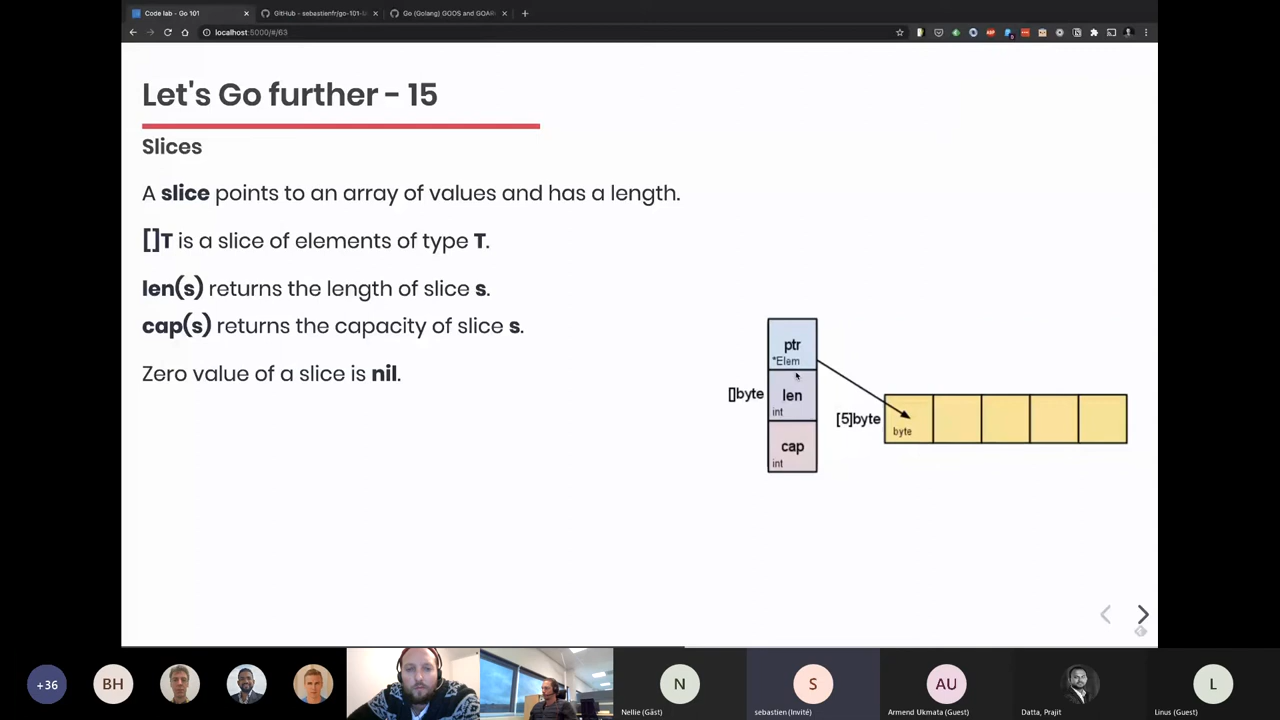 Code lab - Go 101
GitHub - sebastienfr/go-101-
Go (Golang) GOOS and GOAR
localhost:5000/#/63
Let's Go further - 15
Slices
A slice points to an array of values and has a length.
[]T is a slice of elements of type T.
len(s) returns the length of slice s.
cap(s) returns the capacity of slice s.
Zero value of a slice is nil.
ptr
*Elem
[]byte
len
int
cap
int
[5]byte
byte
+36
BH
N
Nellie (Gäst)
S
sebastien (Invité)
AU
Armend Ukmata (Guest)
Datta, Prajit
L
Linus (Guest)